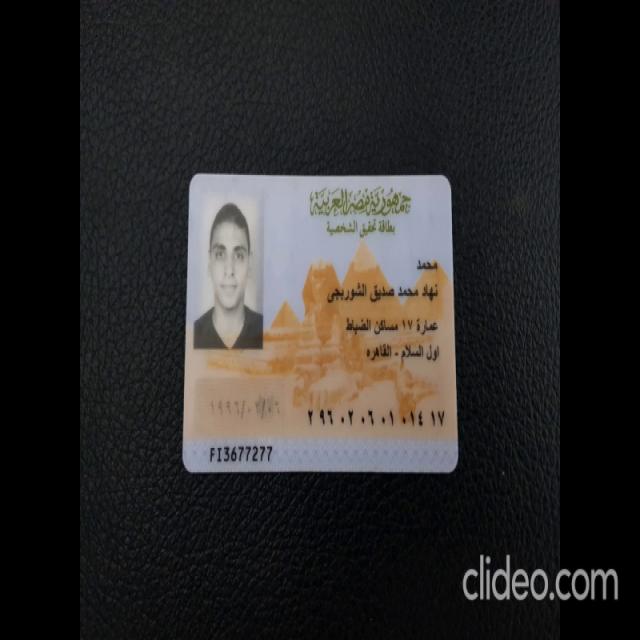 جمهورية مصر العربية
بطاقة تحقيق الشخصية
محمد
نهاد محمد صديق الشوربجى
عمارة ١٧ مساكن الضباط
اول السلام - القاهره
١٩٩٦/٠٢/٠٦
٢٩٦٠٢٠٦٠١٠١٤١٧
FI3677277
clideo.com